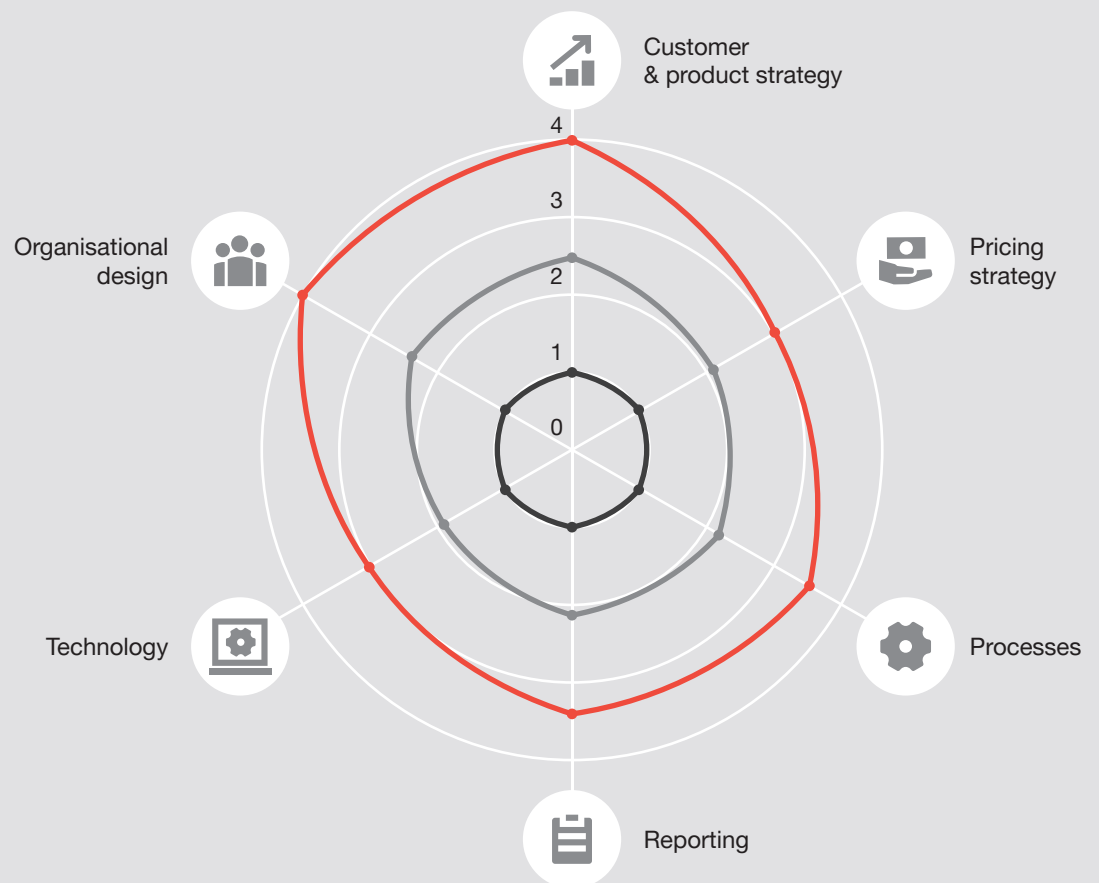 Customer
& product strategy
4
3
2
1
0
Organisational
design
Pricing
strategy
Technology
Processes
Reporting